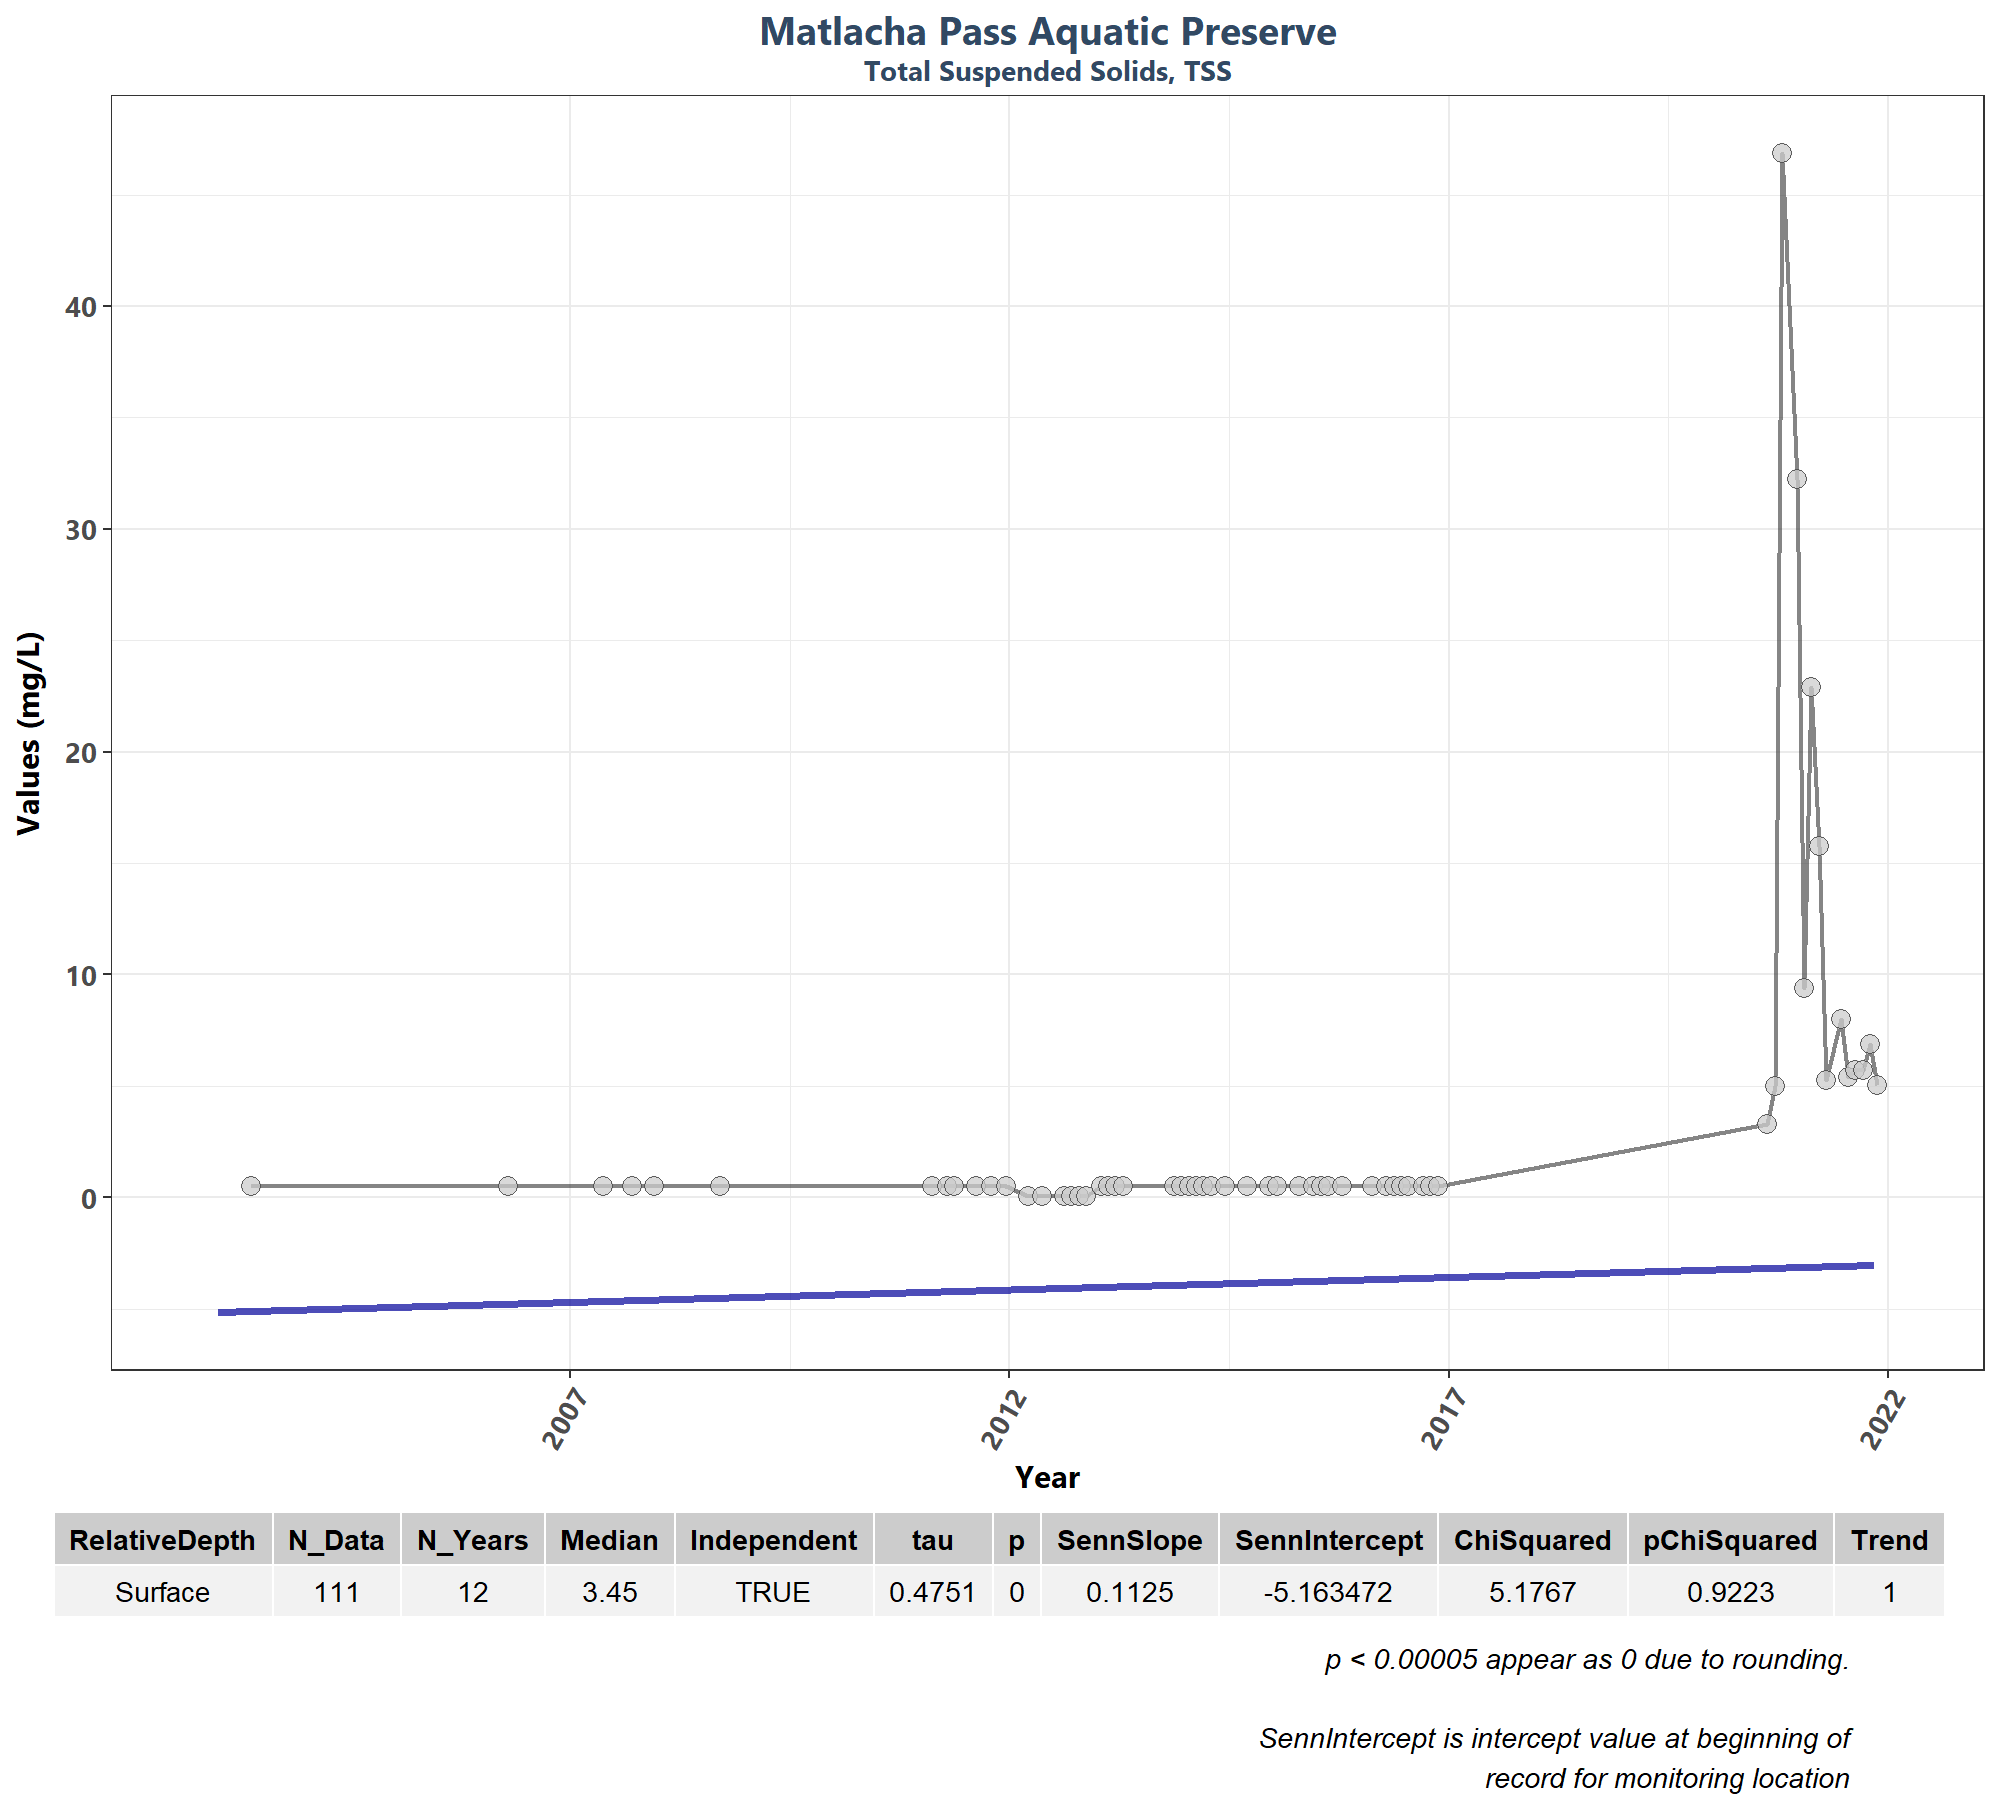 Matlacha Pass Aquatic Preserve
Total Suspended Solids, TSS
Values (mg/L)
40
30
20
10
0
2007
2012
2017
2022
Year
RelativeDepth N_Data N_Years Median Independent tau p SennSlope SennIntercept ChiSquared pChiSquared Trend
Surface 111 12 3.45 TRUE 0.4751 0 0.1125 -5.163472 5.1767 0.9223 1
p < 0.00005 appear as 0 due to rounding.
SennIntercept is intercept value at beginning of
record for monitoring location